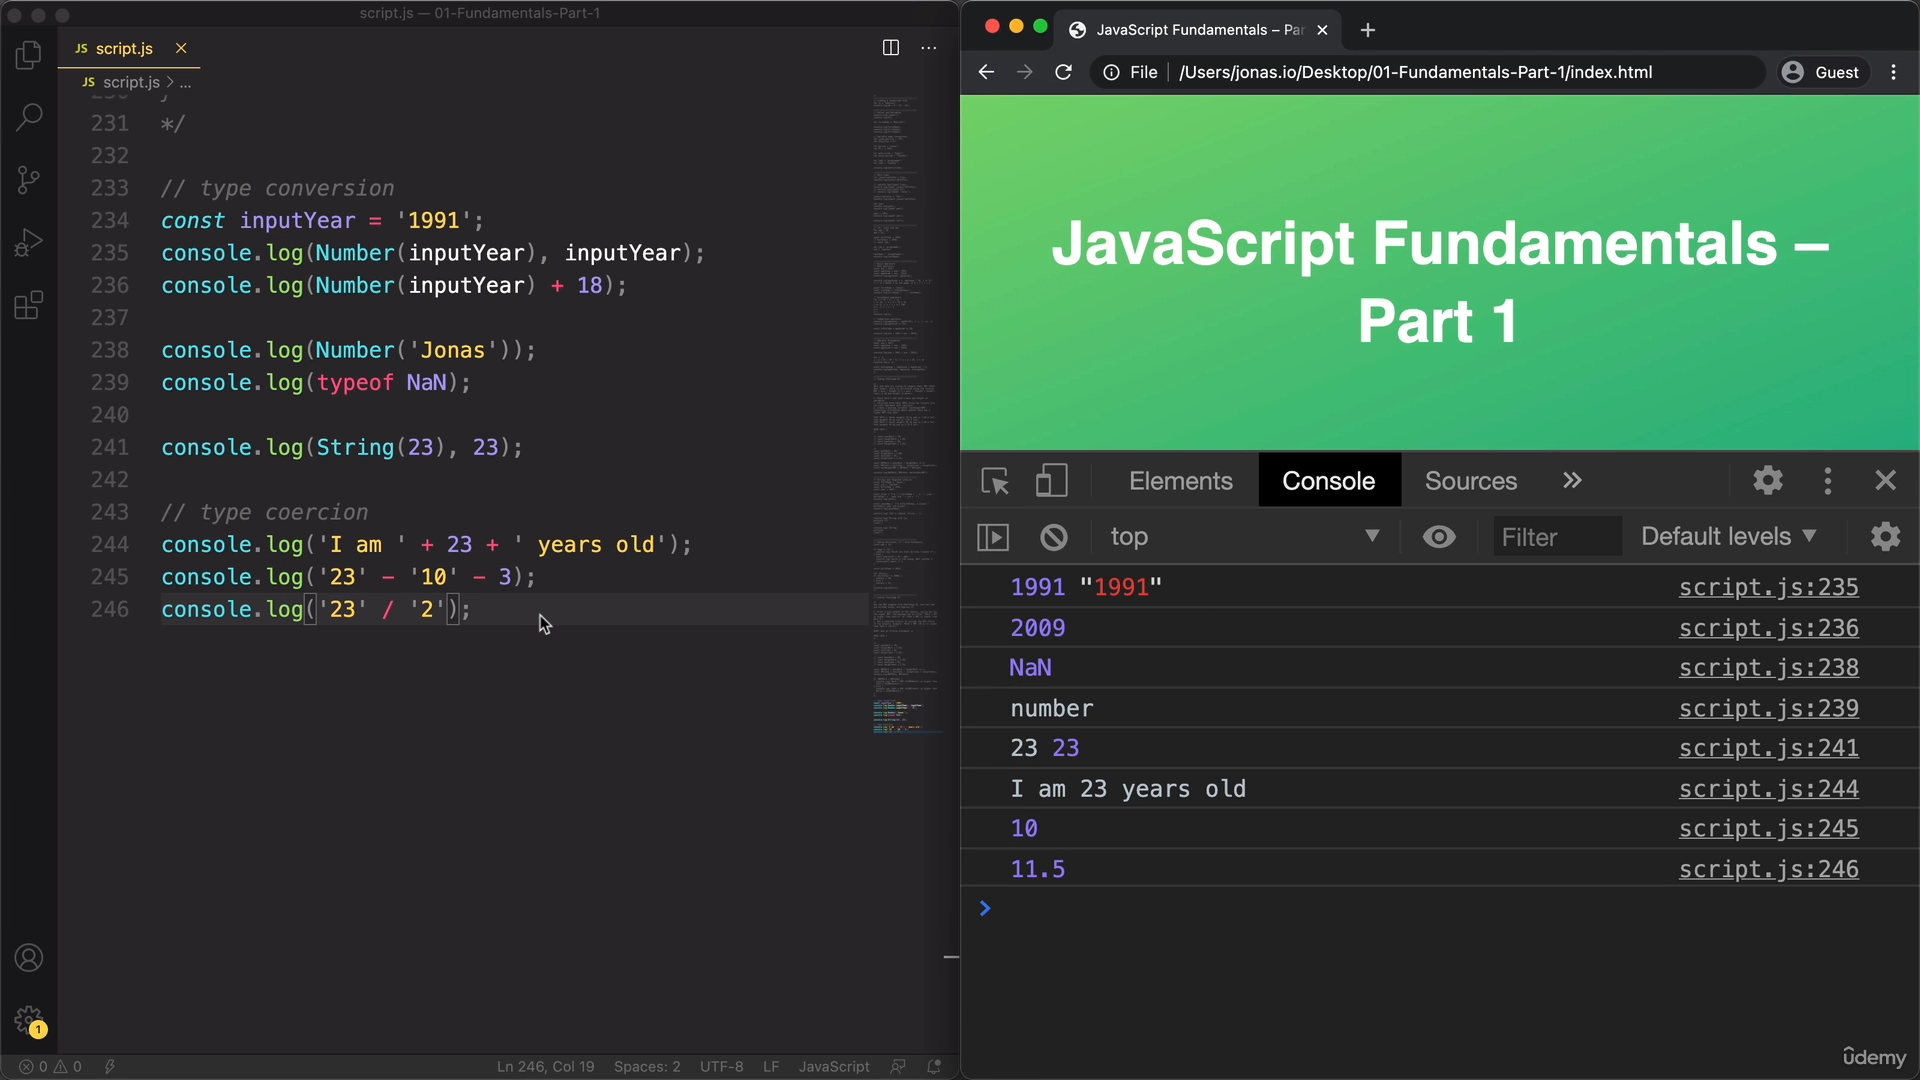 script.js — 01-Fundamentals-Part-1
JS script.js
JS script.js > ...
231 */
232
233 // type conversion
234 const inputYear = '1991';
235 console.log(Number(inputYear), inputYear);
236 console.log(Number(inputYear) + 18);
237
238 console.log(Number('Jonas'));
239 console.log(typeof NaN);
240
241 console.log(String(23), 23);
242
243 // type coercion
244 console.log('I am ' + 23 + ' years old');
245 console.log('23' - '10' - 3);
246 console.log('23' / '2');
1
0 0
Ln 246, Col 19 Spaces: 2 UTF-8 LF JavaScript
JavaScript Fundamentals – Par
File /Users/jonas.io/Desktop/01-Fundamentals-Part-1/index.html Guest
JavaScript Fundamentals –
Part 1
Elements Console Sources
top Filter Default levels
1991 "1991" script.js:235
2009 script.js:236
NaN script.js:238
number script.js:239
23 23 script.js:241
I am 23 years old script.js:244
10 script.js:245
11.5 script.js:246
ûdemy